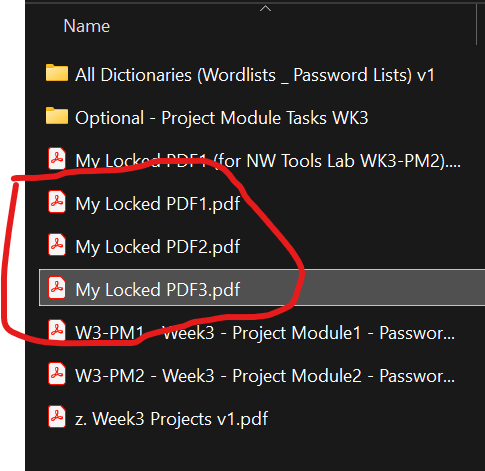 Name
All Dictionaries (Wordlists _ Password Lists) v1
Optional - Project Module Tasks WK3
My Locked PDF1 (for NW Tools Lab WK3-PM2)....
My Locked PDF1.pdf
My Locked PDF2.pdf
My Locked PDF3.pdf
W3-PM1 - Week3 - Project Module1 - Passwor...
W3-PM2 - Week3 - Project Module2 - Passwor...
z. Week3 Projects v1.pdf